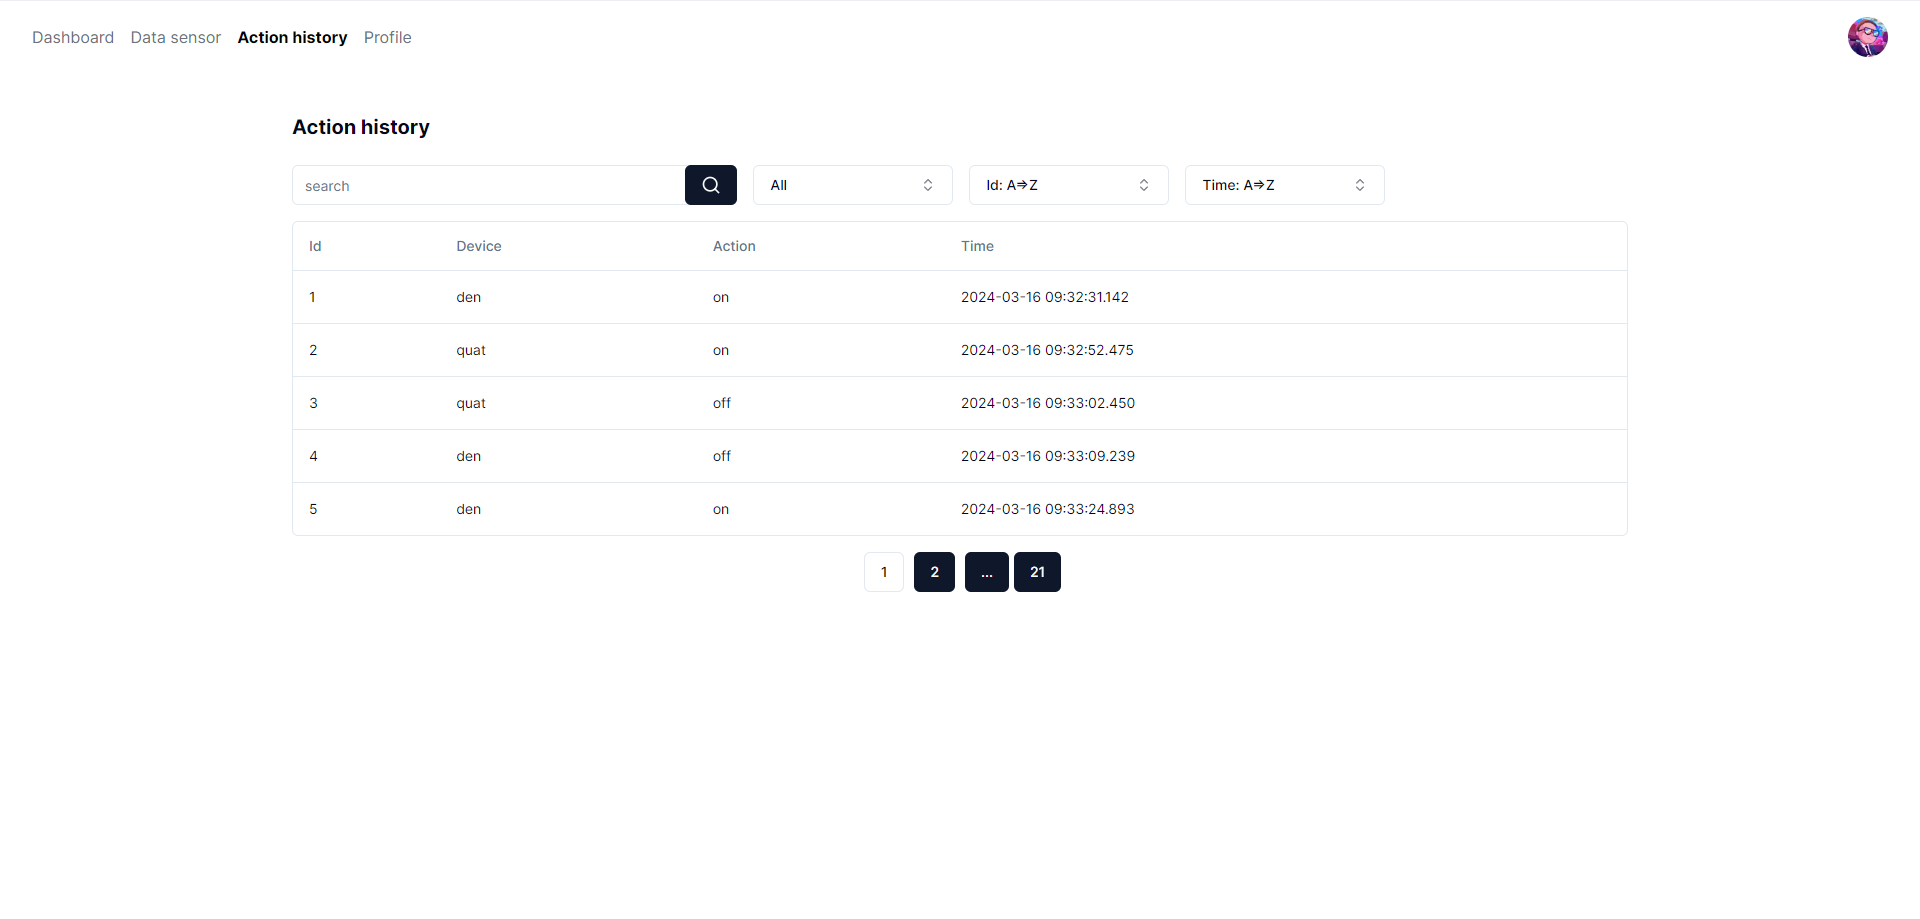 Dashboard Data sensor Action history Profile
Action history
search All Id: A⇒Z Time: A⇒Z
Id Device Action Time
1 den on 2024-03-16 09:32:31.142
2 quat on 2024-03-16 09:32:52.475
3 quat off 2024-03-16 09:33:02.450
4 den off 2024-03-16 09:33:09.239
5 den on 2024-03-16 09:33:24.893
1 2 ... 21